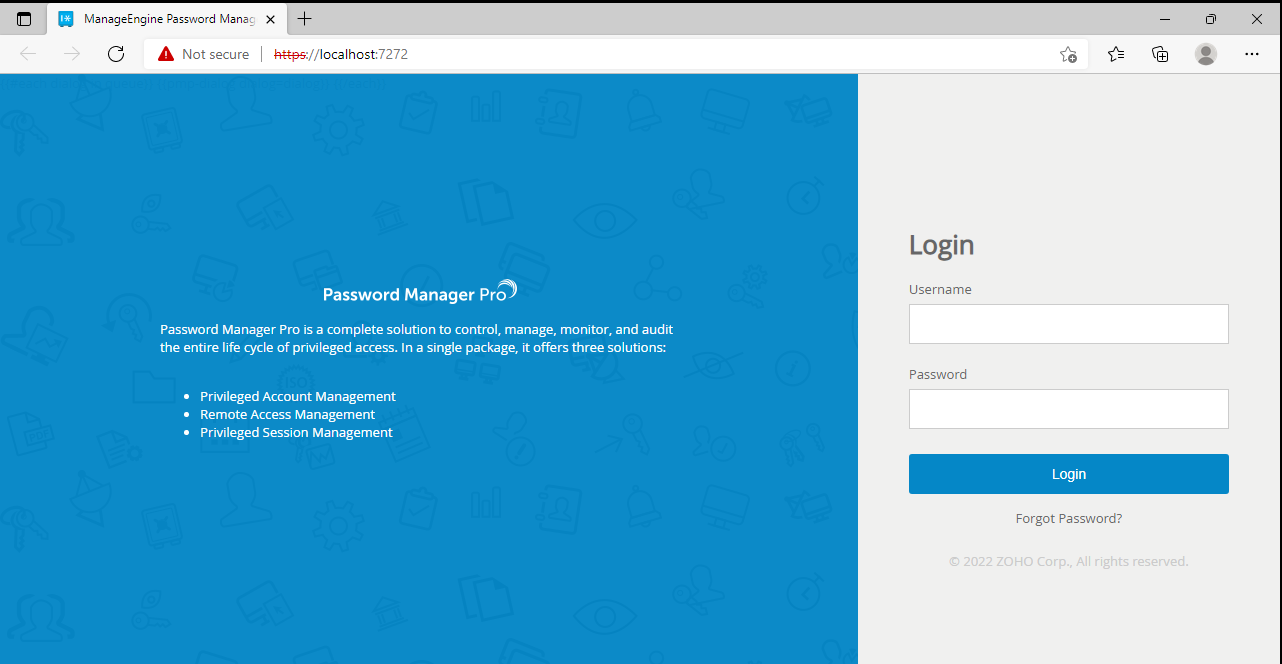 ManageEngine Password Manag
Not secure
https://localhost:7272
Password Manager Pro
Password Manager Pro is a complete solution to control, manage, monitor, and audit
the entire life cycle of privileged access. In a single package, it offers three solutions:
Privileged Account Management
Remote Access Management
Privileged Session Management
PDF
ISO
Login
Username
Password
Login
Forgot Password?
© 2022 ZOHO Corp., All rights reserved.